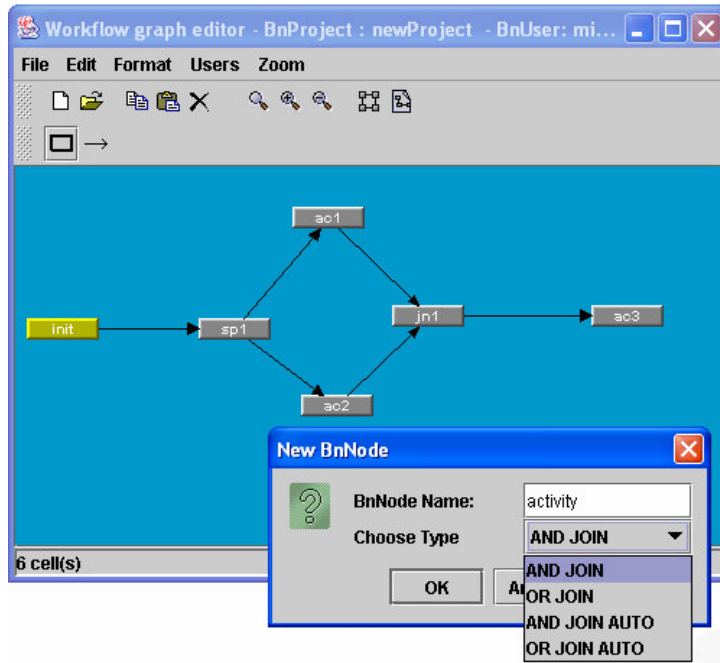 Workflow graph editor - BnProject : newProject - BnUser: mi...
File Edit Format Users Zoom
ac1
init
sp1
jn1
ac3
ac2
New BnNode
BnNode Name: activity
Choose Type AND JOIN
6 cell(s)
AND JOIN
OK
OR JOIN
AND JOIN AUTO
OR JOIN AUTO